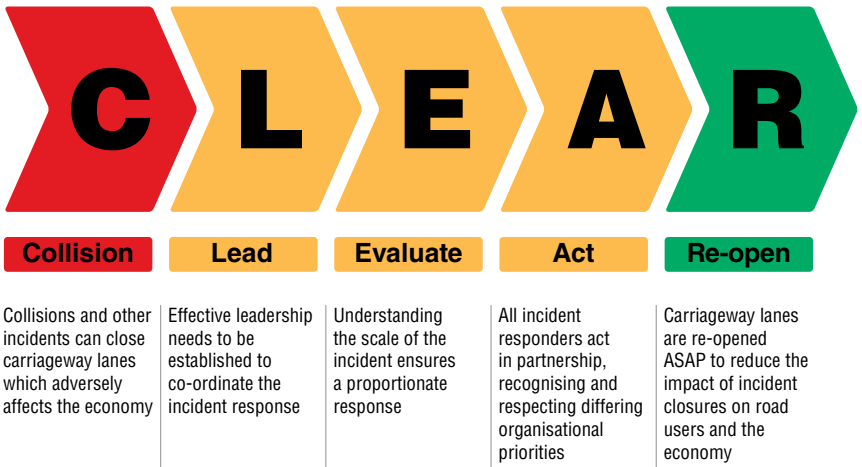 C L E A R
Collision
Lead
Evaluate
Act
Re-open
Collisions and other
incidents can close
carriageway lanes
which adversely
affects the economy
Effective leadership
needs to be
established to
co-ordinate the
incident response
Understanding
the scale of the
incident ensures
a proportionate
response
All incident
responders act
in partnership,
recognising and
respecting differing
organisational
priorities
Carriageway lanes
are re-opened
ASAP to reduce the
impact of incident
closures on road
users and the
economy